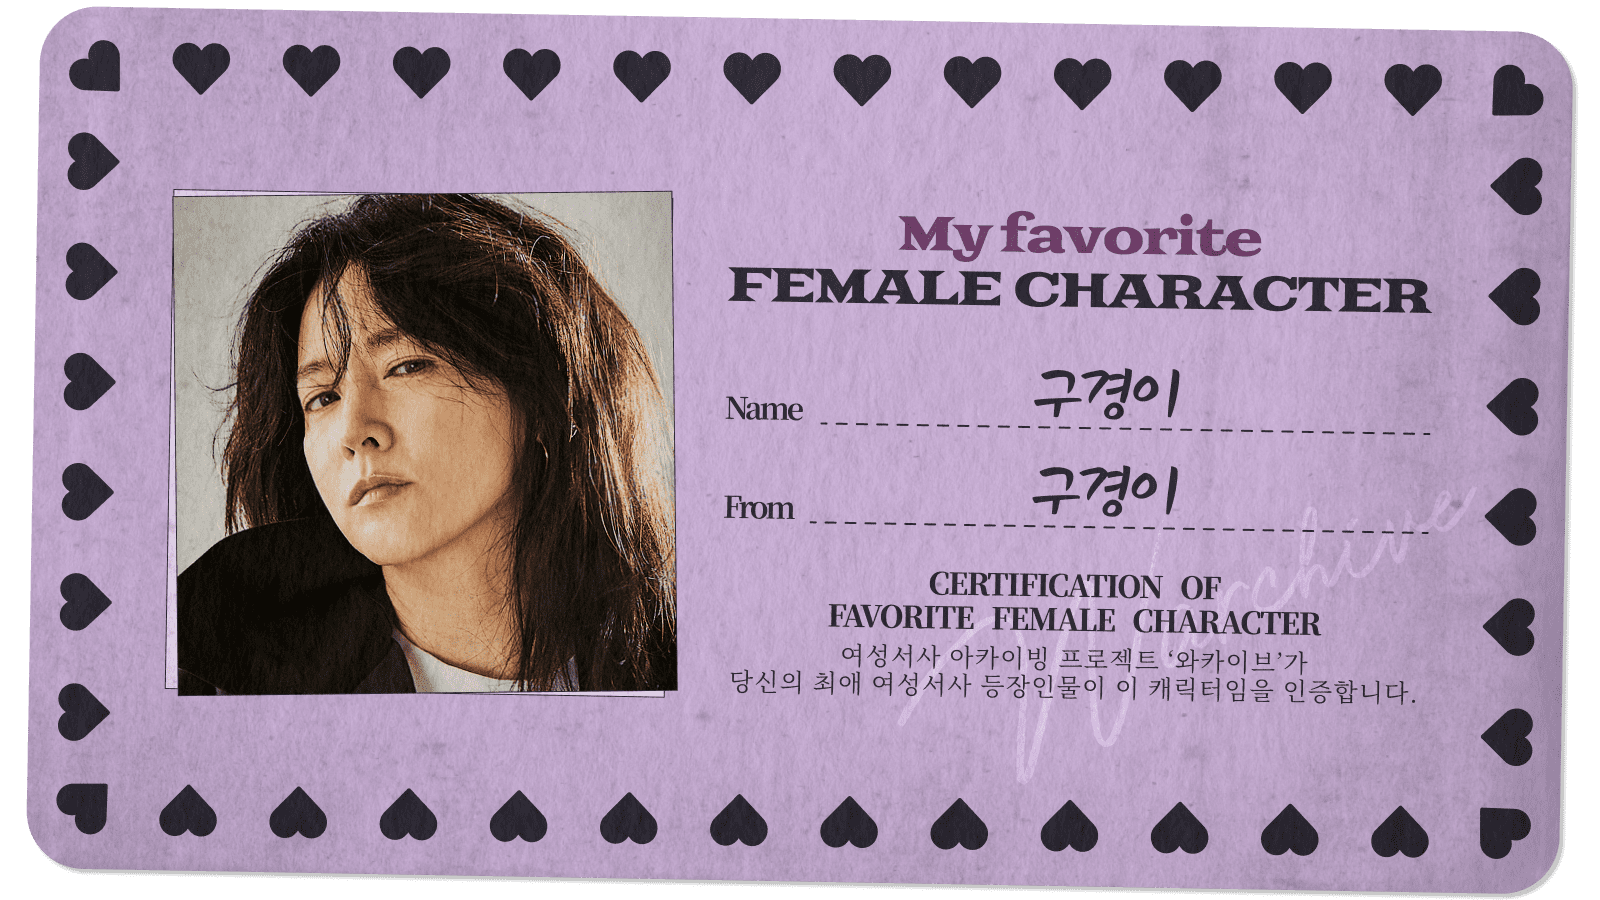 My favorite
FEMALE CHARACTER
Name 구경이
From 구경이
CERTIFICATION OF
FAVORITE FEMALE CHARACTER
여성서사 아카이빙 프로젝트 ‘와카이브’가
당신의 최애 여성서사 등장인물이 이 캐릭터임을 인증합니다.
Warchive